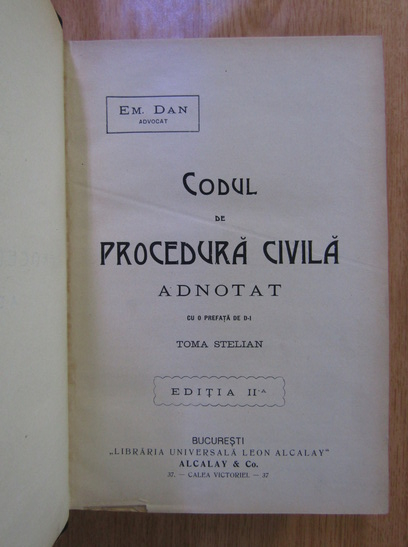 EM. DAN
ADVOCAT
CODUL
DE
PROCEDURĂ CIVILĂ
ADNOTAT
CU O PREFAȚĂ DE D-l
TOMA STELIAN
EDIȚIA II-A
BUCUREȘTI
„LIBRĂRIA UNIVERSALĂ LEON ALCALAY”
ALCALAY & Co.
37. — CALEA VICTORIEI. — 37